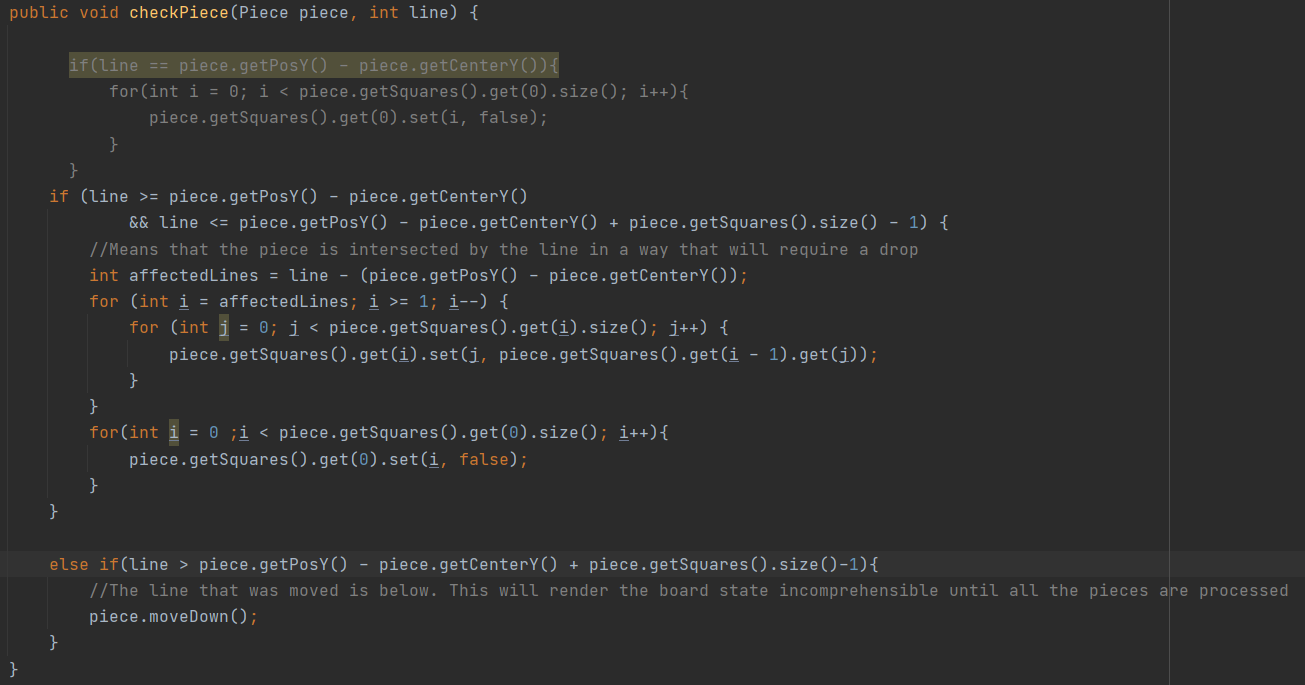 public void checkPiece(Piece piece, int line) {
if(line == piece.getPosY() - piece.getCenterY()){
for(int i = 0; i < piece.getSquares().get(0).size(); i++){
piece.getSquares().get(0).set(i, false);
}
}
if (line >= piece.getPosY() - piece.getCenterY()
&& line <= piece.getPosY() - piece.getCenterY() + piece.getSquares().size() - 1) {
//Means that the piece is intersected by the line in a way that will require a drop
int affectedLines = line - (piece.getPosY() - piece.getCenterY());
for (int i = affectedLines; i >= 1; i--) {
for (int j = 0; j < piece.getSquares().get(i).size(); j++) {
piece.getSquares().get(i).set(j, piece.getSquares().get(i - 1).get(j));
}
}
for(int i = 0 ;i < piece.getSquares().get(0).size(); i++){
piece.getSquares().get(0).set(i, false);
}
}
else if(line > piece.getPosY() - piece.getCenterY() + piece.getSquares().size()-1){
//The line that was moved is below. This will render the board state incomprehensible until all the pieces are processed
piece.moveDown();
}
}